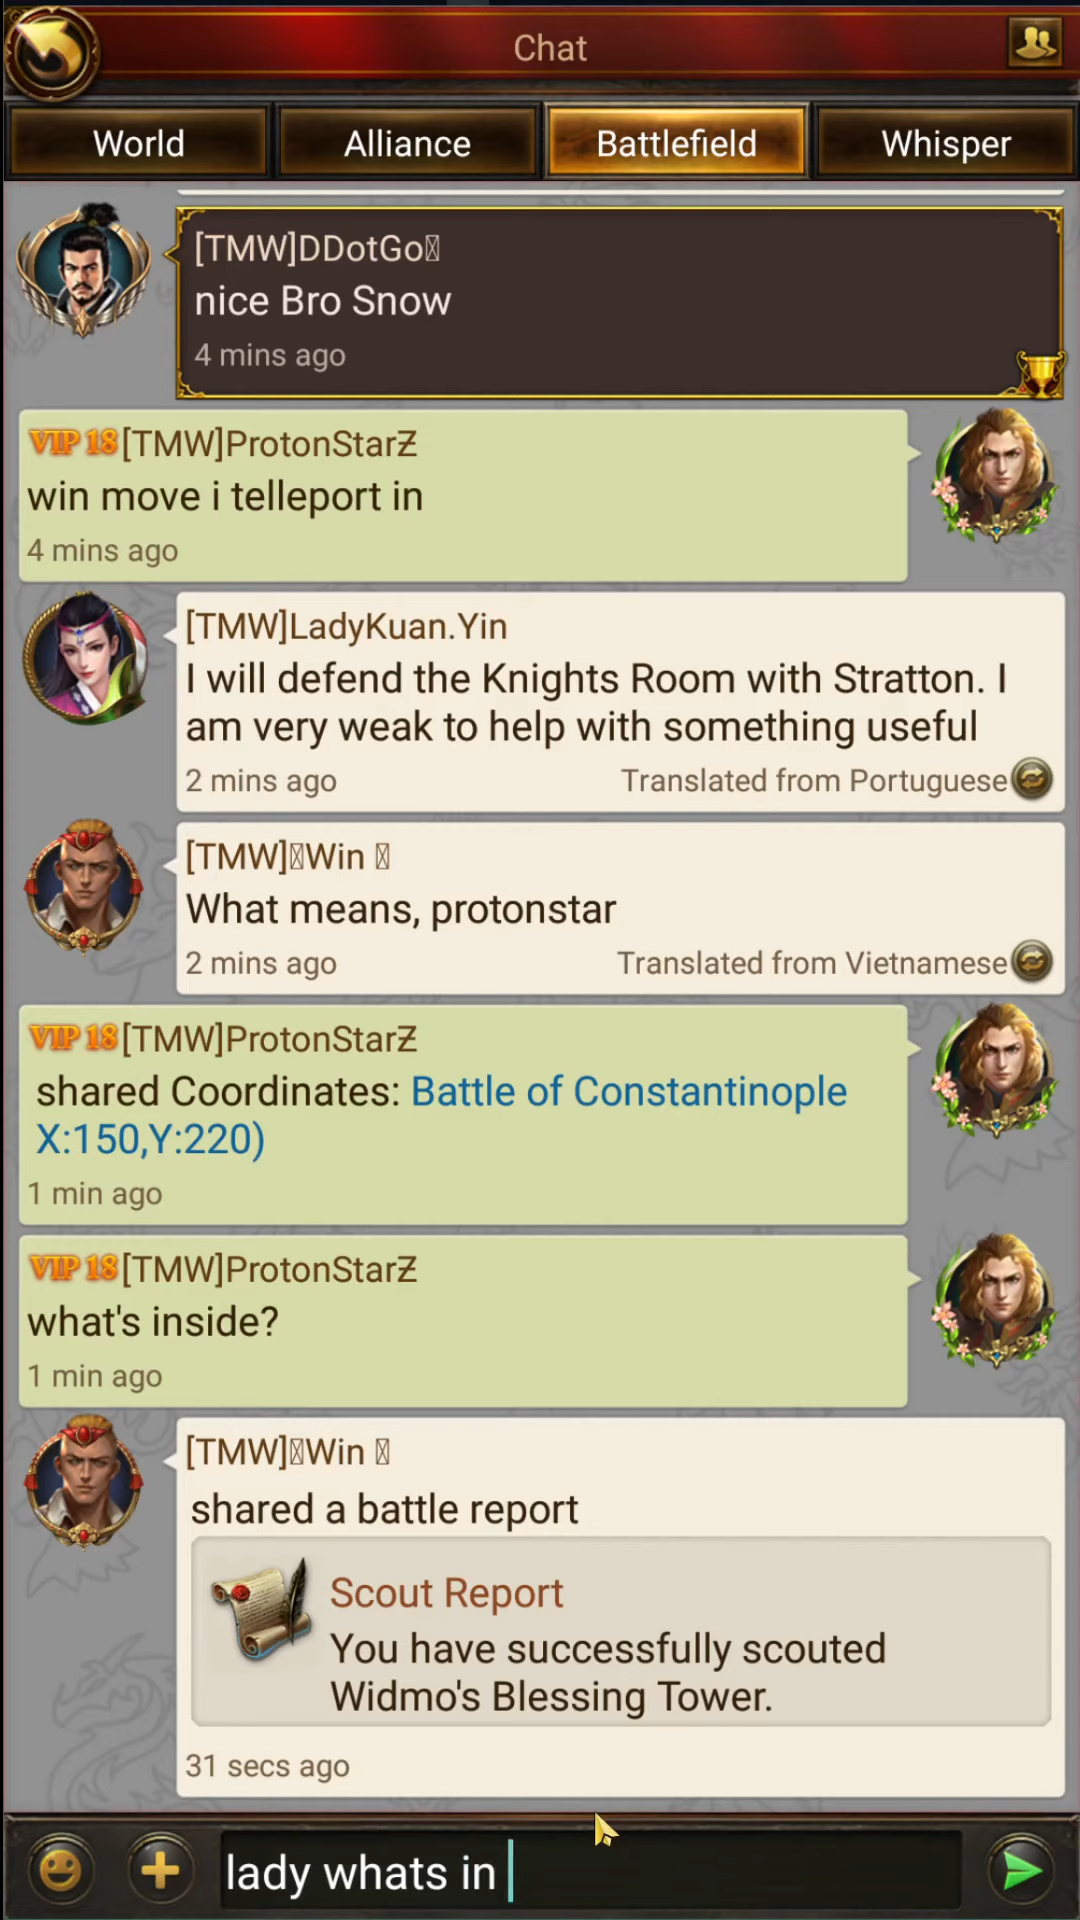 Chat
World
Alliance
Battlefield
Whisper
[TMW]DDotGo
nice Bro Snow
4 mins ago
VIP 18 [TMW]ProtonStarƵ
win move i telleport in
4 mins ago
[TMW]LadyKuan.Yin
I will defend the Knights Room with Stratton. I
am very weak to help with something useful
2 mins ago
Translated from Portuguese
[TMW]Win
What means, protonstar
2 mins ago
Translated from Vietnamese
VIP 18 [TMW]ProtonStarƵ
shared Coordinates: Battle of Constantinople
X:150,Y:220)
1 min ago
VIP 18 [TMW]ProtonStarƵ
what's inside?
1 min ago
[TMW]Win
shared a battle report
Scout Report
You have successfully scouted
Widmo's Blessing Tower.
31 secs ago
lady whats in